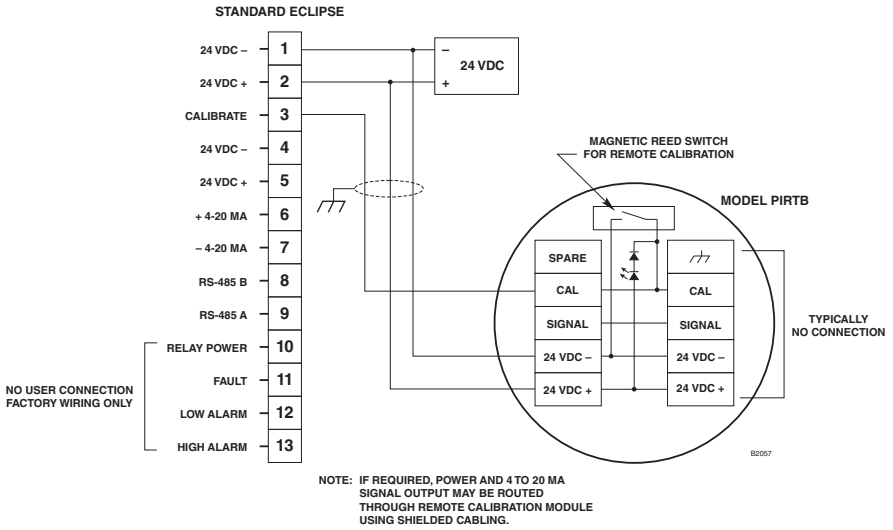 STANDARD ECLIPSE
24 VDC –
1
24 VDC +
2
CALIBRATE
3
24 VDC –
4
24 VDC +
5
+ 4-20 MA
6
– 4-20 MA
7
RS-485 B
8
RS-485 A
9
RELAY POWER
10
FAULT
11
LOW ALARM
12
HIGH ALARM
13
NO USER CONNECTION
FACTORY WIRING ONLY
–
24 VDC
+
MAGNETIC REED SWITCH
FOR REMOTE CALIBRATION
MODEL PIRTB
SPARE
CAL
CAL
SIGNAL
SIGNAL
24 VDC –
24 VDC –
24 VDC +
24 VDC +
TYPICALLY
NO CONNECTION
B2057
NOTE: IF REQUIRED, POWER AND 4 TO 20 MA
SIGNAL OUTPUT MAY BE ROUTED
THROUGH REMOTE CALIBRATION MODULE
USING SHIELDED CABLING.